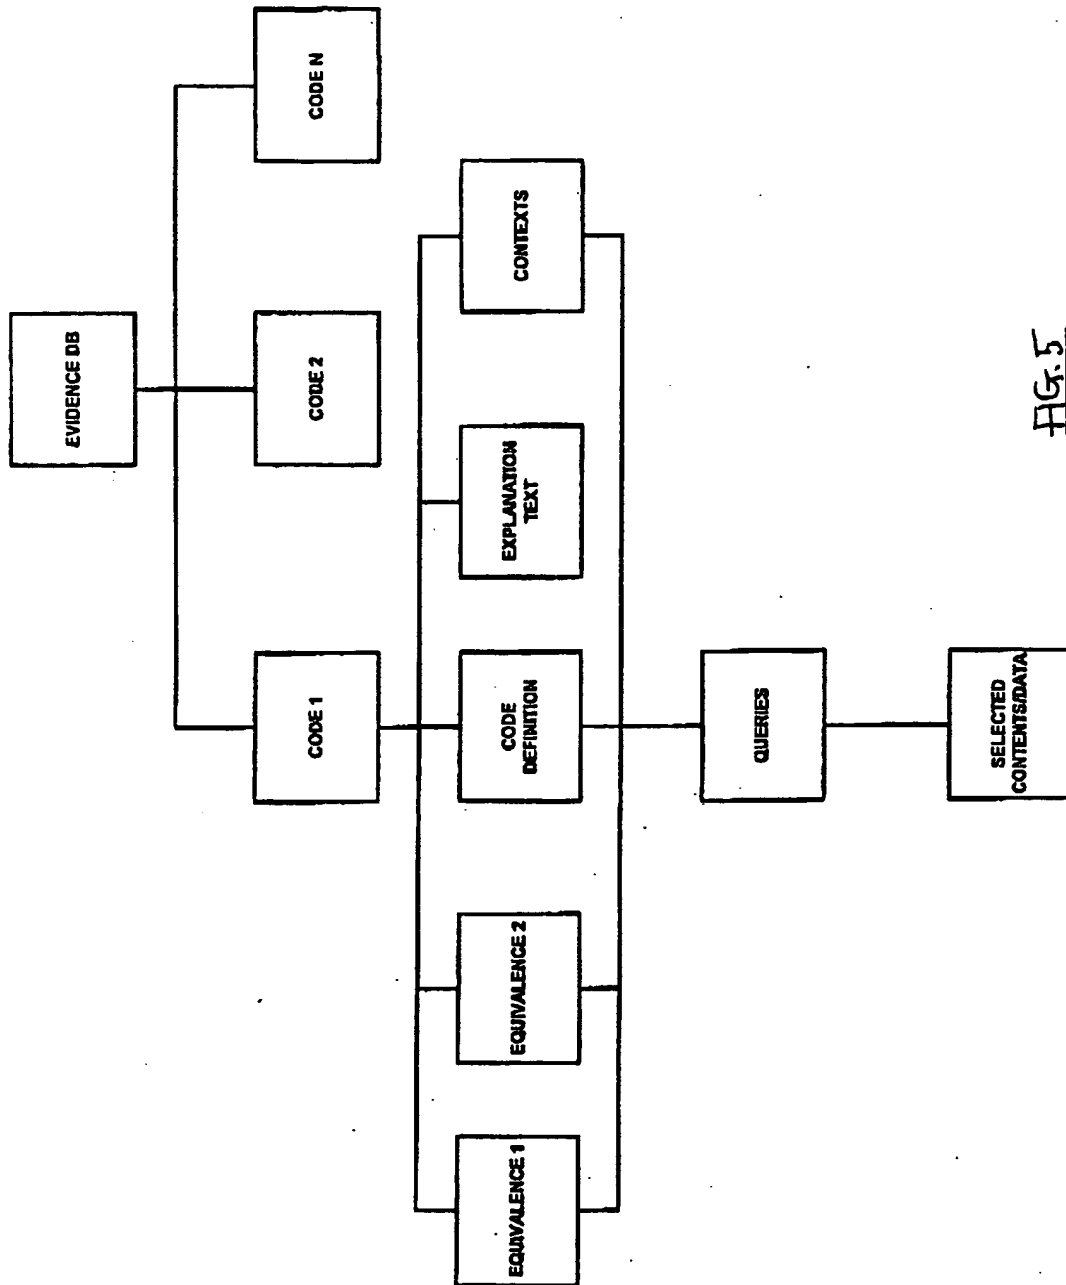 EVIDENCE DB
CODE 1
CODE 2
CODE N
EQUIVALENCE 1
EQUIVALENCE 2
CODE
DEFINITION
EXPLANATION
TEXT
CONTEXTS
QUERIES
SELECTED
CONTENTS/DATA
FIG. 5